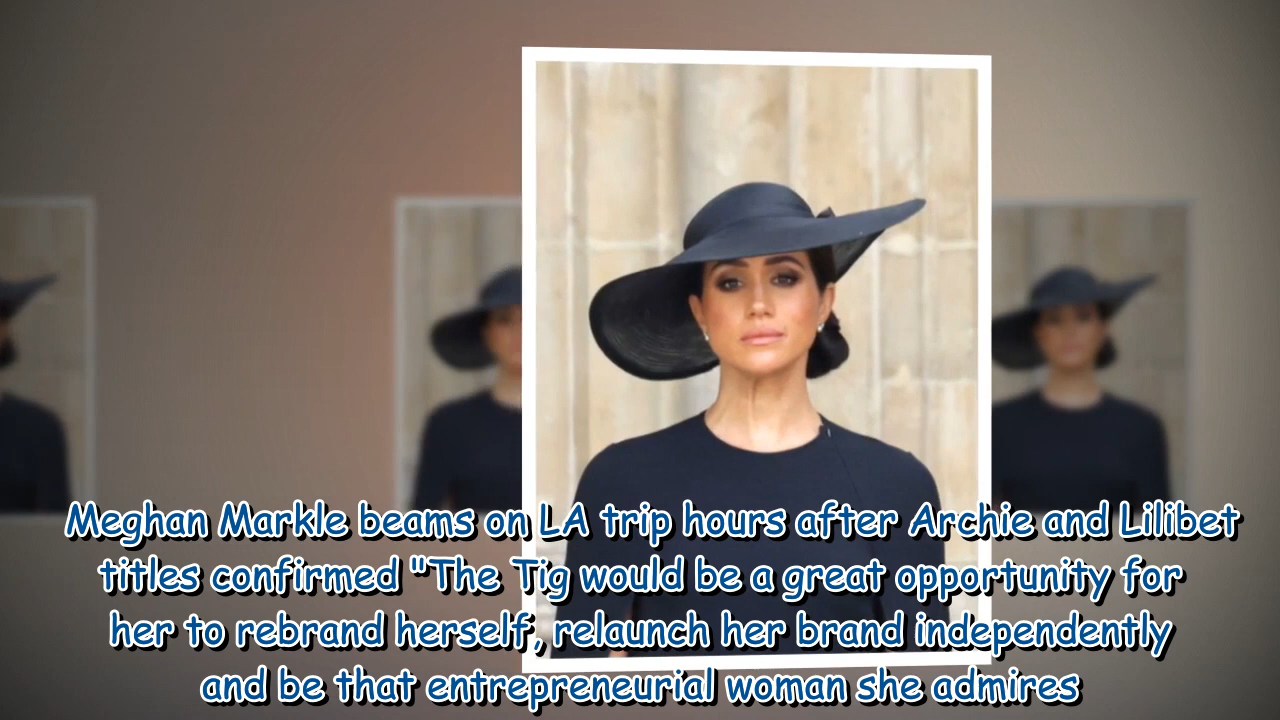 Meghan Markle beams on LA trip hours after Archie and Lilibet
titles confirmed "The Tig would be a great opportunity for
her to rebrand herself, relaunch her brand independently
and be that entrepreneurial woman she admires